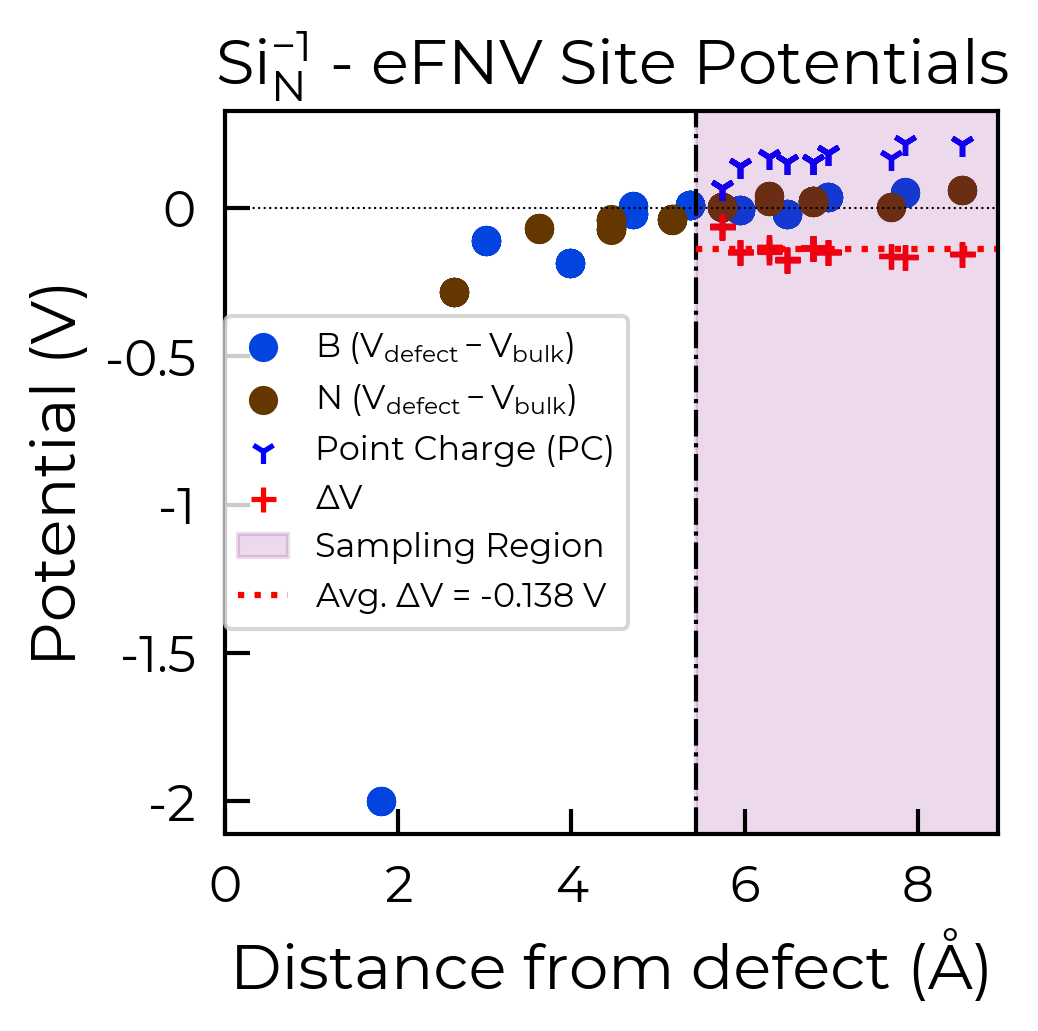 Si_N^{-1} - eFNV Site Potentials
Potential (V)
0
-0.5
-1
-1.5
-2
B (V_defect − V_bulk)
N (V_defect − V_bulk)
Point Charge (PC)
ΔV
Sampling Region
Avg. ΔV = -0.138 V
0 2 4 6 8
Distance from defect (Å)